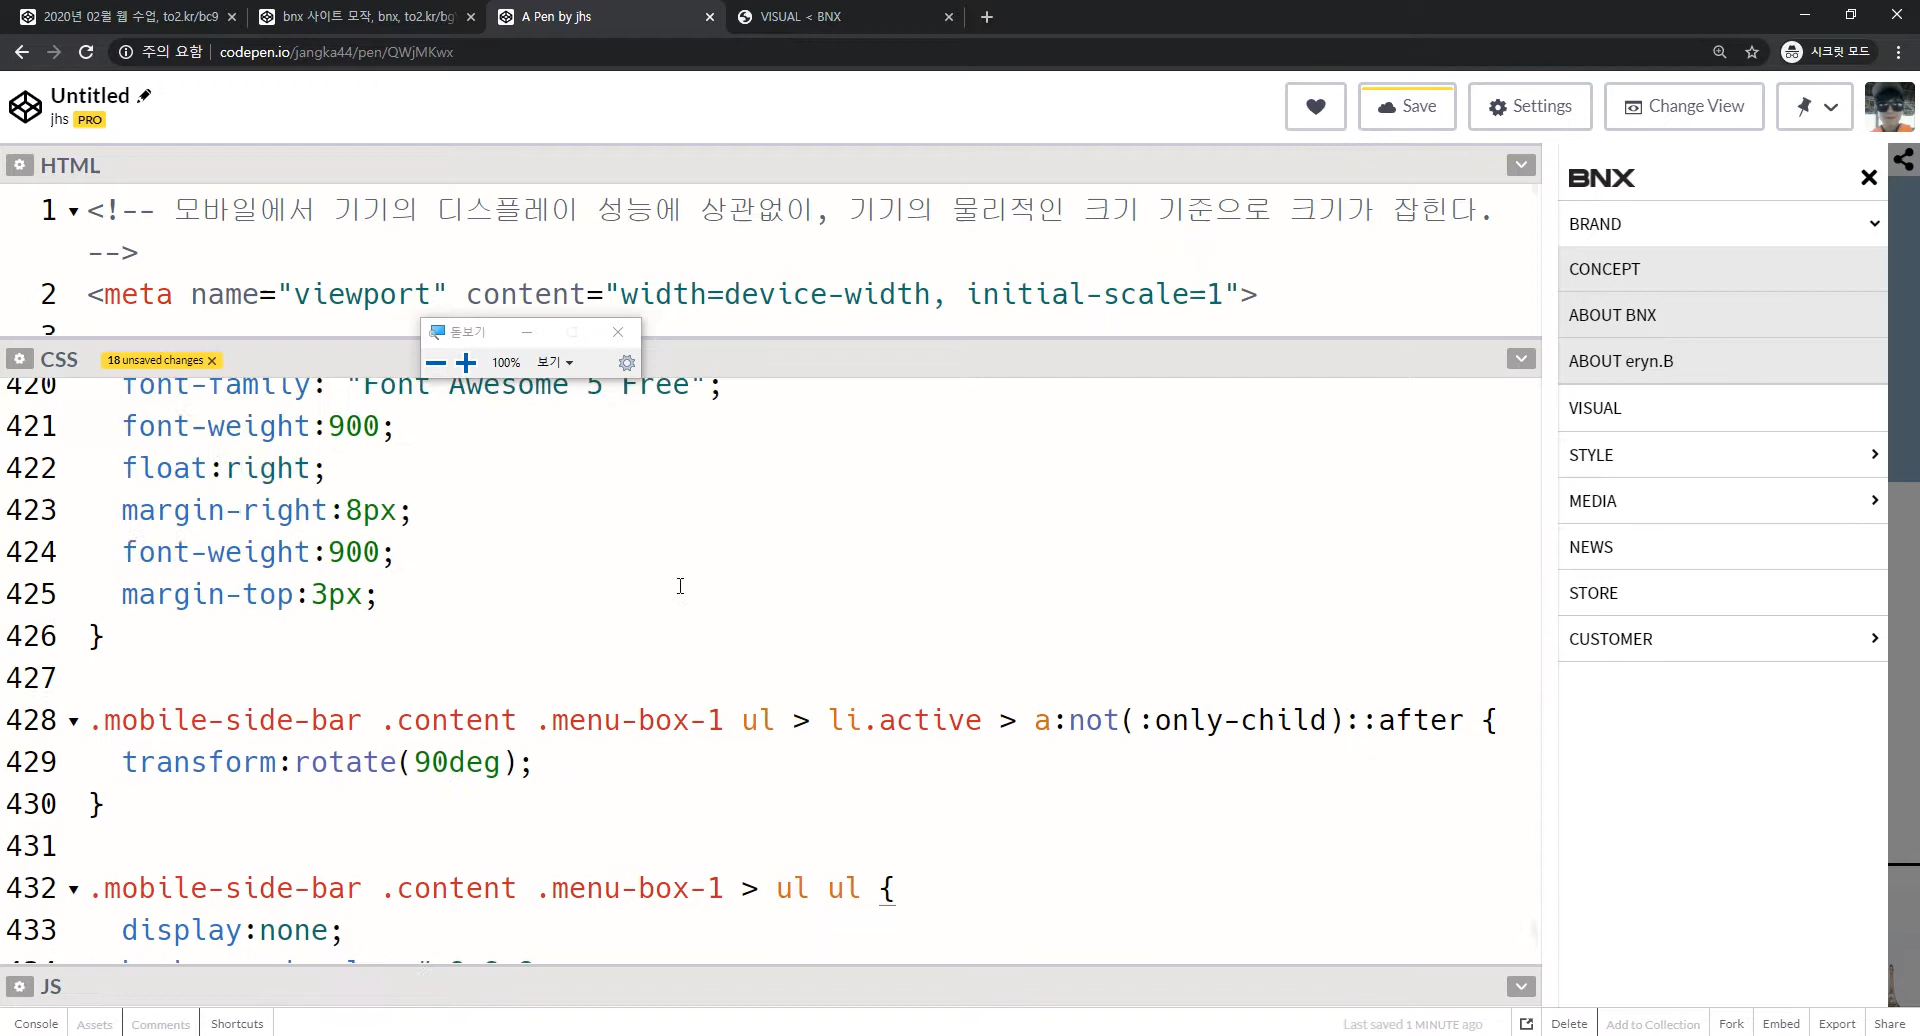 2020년 02월 웹 수업, to2.kr/bc9
bnx 사이트 모작, bnx, to2.kr/bg
A Pen by jhs
VISUAL < BNX
주의 요함
codepen.io/jangka44/pen/QWjMKwx
시크릿 모드
Untitled
jhs PRO
Save
Settings
Change View
HTML
1 <!-- 모바일에서 기기의 디스플레이 성능에 상관없이, 기기의 물리적인 크기 기준으로 크기가 잡힌다.
-->
2 <meta name="viewport" content="width=device-width, initial-scale=1">
3
돋보기
100% 보기
CSS 18 unsaved changes
420 font-family: "Font Awesome 5 Free";
421 font-weight:900;
422 float:right;
423 margin-right:8px;
424 font-weight:900;
425 margin-top:3px;
426 }
427
428 .mobile-side-bar .content .menu-box-1 ul > li.active > a:not(:only-child)::after {
429 transform:rotate(90deg);
430 }
431
432 .mobile-side-bar .content .menu-box-1 > ul ul {
433 display:none;
JS
BNX
BRAND
CONCEPT
ABOUT BNX
ABOUT eryn.B
VISUAL
STYLE
MEDIA
NEWS
STORE
CUSTOMER
Console
Assets
Comments
Shortcuts
Last saved 1 MINUTE ago
Delete
Add to Collection
Fork
Embed
Export
Share